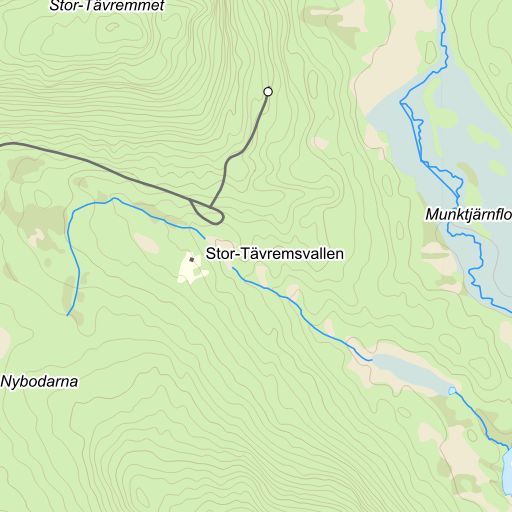 Stor-Tävremmet
Munktjärnflo
Stor-Tävremsvallen
Nybodarna